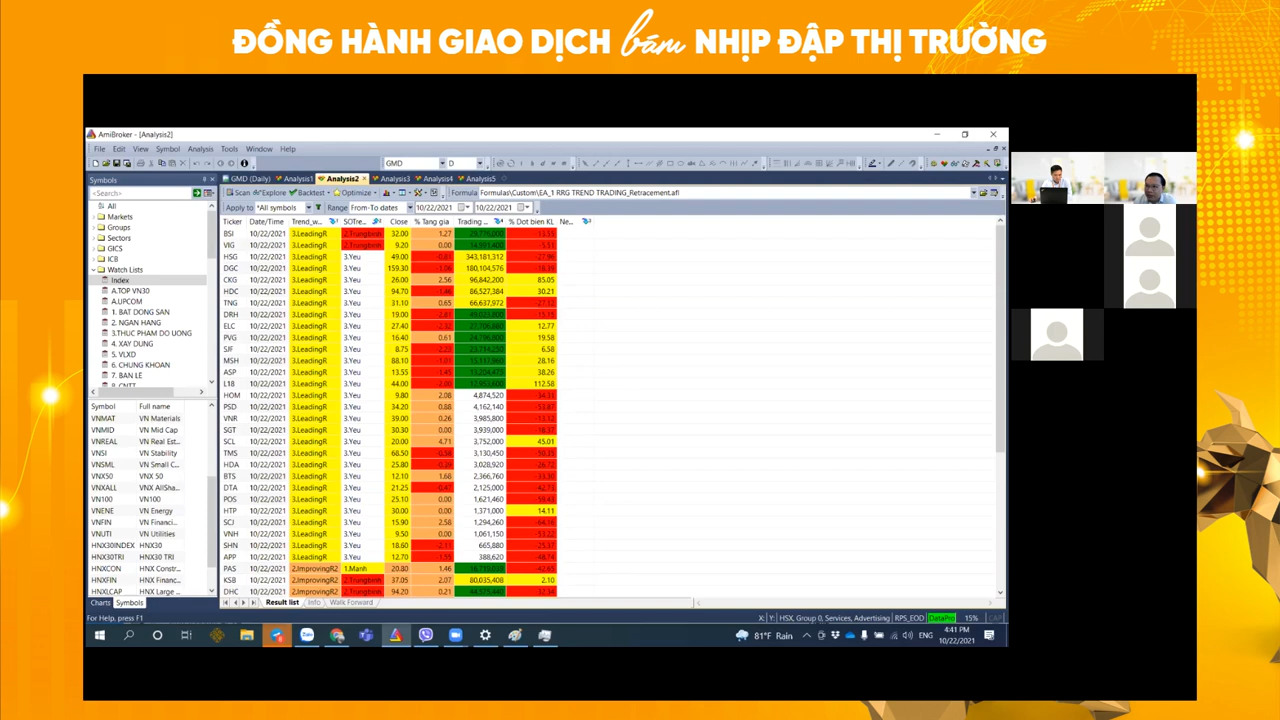 ĐỒNG HÀNH GIAO DỊCH bám NHỊP ĐẬP THỊ TRƯỜNG
AmiBroker - [Analysis2]
File Edit View Symbol Analysis Tools Window Help
GMD D
Symbols
GMD (Daily) Analysis1 Analysis2 Analysis3 Analysis4 Analysis5
<Search>
Scan Explore Backtest Optimize Formula Formulas\Custom\EA_1 RRG TREND TRADING_Retracement.afl
Apply to *All symbols Range From-To dates 10/22/2021 10/22/2021
All
Markets
Groups
Sectors
GICS
ICB
Watch Lists
Index
A.TOP VN30
A.UPCOM
1. BAT DONG SAN
2. NGAN HANG
3.THUC PHAM DO UONG
4. XAY DUNG
5. VLXD
6. CHUNG KHOAN
7. BAN LE
Symbol Full name
VNMAT VN Materials
VNMID VN Mid Cap
VNREAL VN Real Est...
VNSI VN Stability
VNSML VN Small C...
VNX50 VNX 50
VNXALL VNX AllSha...
VN100 VN100
VNENE VN Energy
VNFIN VN Financi...
VNUTI VN Utilities
HNX30INDEX HNX30
HNX30TRI HNX30 TRI
HNXCON HNX Constr...
HNXFIN HNX Financ...
HNXLCAP HNX Large ...
Charts Symbols
Ticker Date/Time Trend_w... SOTre... Close % Tang gia Trading ... % Dot bien KL Ne...
BSI 10/22/2021 3.LeadingR 2.Trungbinh 32.00 1.27
VIG 10/22/2021 3.LeadingR 2.Trungbinh 9.20 0.00
HSG 10/22/2021 3.LeadingR 3.Yeu 49.00 343,181,312
DGC 10/22/2021 3.LeadingR 3.Yeu 159.30 180,104,576
CKG 10/22/2021 3.LeadingR 3.Yeu 26.00 2.56 96,842,200 85.05
HDC 10/22/2021 3.LeadingR 3.Yeu 94.70 86,527,384 30.21
TNG 10/22/2021 3.LeadingR 3.Yeu 31.10 0.65 66,637,972
DRH 10/22/2021 3.LeadingR 3.Yeu 19.00
ELC 10/22/2021 3.LeadingR 3.Yeu 27.40 12.77
PVG 10/22/2021 3.LeadingR 3.Yeu 16.40 0.61 19.58
SJF 10/22/2021 3.LeadingR 3.Yeu 8.75 6.58
MSH 10/22/2021 3.LeadingR 3.Yeu 88.10 28.16
ASP 10/22/2021 3.LeadingR 3.Yeu 13.55 38.26
L18 10/22/2021 3.LeadingR 3.Yeu 44.00 112.58
HOM 10/22/2021 3.LeadingR 3.Yeu 9.80 2.08 4,874,520
PSD 10/22/2021 3.LeadingR 3.Yeu 34.20 0.88 4,162,140
VNR 10/22/2021 3.LeadingR 3.Yeu 39.00 0.26 3,985,800
SGT 10/22/2021 3.LeadingR 3.Yeu 30.30 0.00 3,939,000
SCL 10/22/2021 3.LeadingR 3.Yeu 20.00 4.71 3,752,000 45.01
TMS 10/22/2021 3.LeadingR 3.Yeu 68.50 3,130,450
HDA 10/22/2021 3.LeadingR 3.Yeu 25.80 3,028,920
BTS 10/22/2021 3.LeadingR 3.Yeu 12.10 1.68 2,366,760
DTA 10/22/2021 3.LeadingR 3.Yeu 21.25 2,125,000
POS 10/22/2021 3.LeadingR 3.Yeu 25.10 0.00 1,621,460
HTP 10/22/2021 3.LeadingR 3.Yeu 30.00 0.00 1,371,000 14.11
SCJ 10/22/2021 3.LeadingR 3.Yeu 15.90 2.58 1,294,260
VNH 10/22/2021 3.LeadingR 3.Yeu 9.50 0.00 1,061,150
SHN 10/22/2021 3.LeadingR 3.Yeu 18.60 665,880
APP 10/22/2021 3.LeadingR 3.Yeu 12.70 388,620
PAS 10/22/2021 2.ImprovingR2 1.Manh 20.80 1.46
KSB 10/22/2021 2.ImprovingR2 2.Trungbinh 37.05 2.07 80,035,408 2.10
DHC 10/22/2021 2.ImprovingR2 2.Trungbinh 94.20 0.21
Result list Info Walk Forward
For Help, press F1
X: Y: HSX, Group 0, Services, Advertising RPS_EOD DataPro 15%
81°F Rain ENG 4:41 PM
10/22/2021